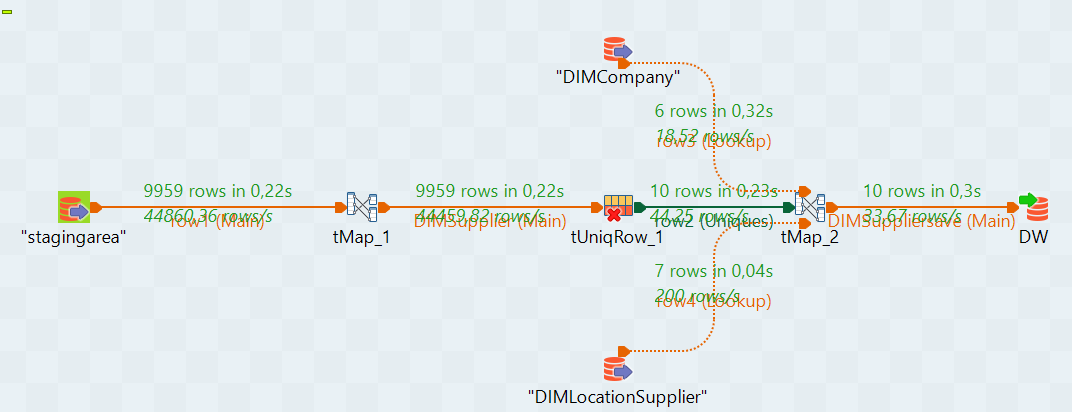 "DIMCompany"
6 rows in 0,32s
18,52 rows/s
row3 (Lookup)
9959 rows in 0,22s
44860,36 rows/s
row1 (Main)
9959 rows in 0,22s
44459,82 rows/s
DIMSupplier (Main)
10 rows in 0,23s
44,25 rows/s
row2 (Uniques)
10 rows in 0,3s
33,67 rows/s
DIMSuppliersave (Main)
"stagingarea"
tMap_1
tUniqRow_1
tMap_2
DW
7 rows in 0,04s
200 rows/s
row4 (Lookup)
"DIMLocationSupplier"